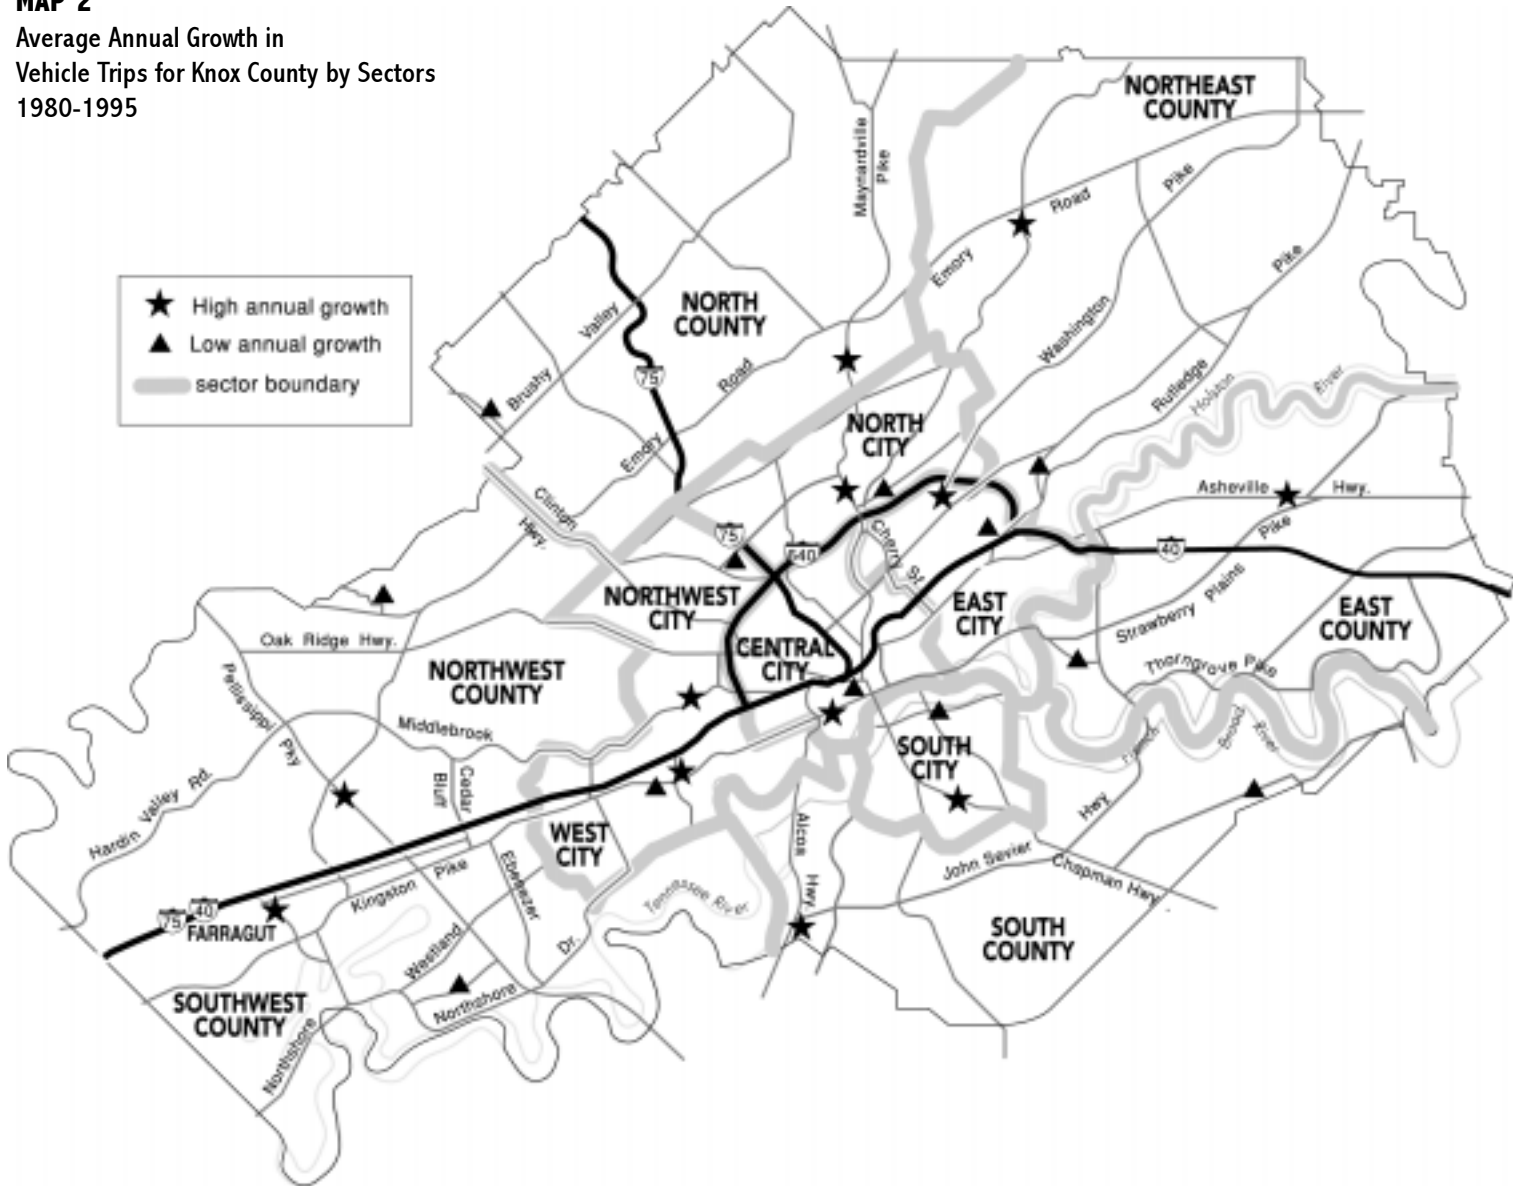 MAP 2
Average Annual Growth in
Vehicle Trips for Knox County by Sectors
1980-1995
High annual growth
Low annual growth
sector boundary
NORTHEAST
COUNTY
Maynardville
Pike
Emory
Road
Pike
Pike
Washington
Rutledge
Holston
River
NORTH
COUNTY
Brushy
Valley
75
Emory
Road
NORTH
CITY
Clinton
Hwy.
75
640
Cherry
St.
Asheville
Hwy.
40
Strawberry
Plains
Pike
NORTHWEST
CITY
CENTRAL
CITY
EAST
CITY
EAST
COUNTY
Thorngrove Pike
French
Broad
River
Oak Ridge Hwy.
NORTHWEST
COUNTY
Pellissippi
Pky
Middlebrook
Hardin Valley Rd.
Cedar
Bluff
SOUTH
CITY
WEST
CITY
Alcoa
Hwy
John Sevier
Hwy
Chapman Hwy.
SOUTH
COUNTY
Tennessee River
Kingston
Pike
Ebenezer
Dr.
75
40
FARRAGUT
Westland
Northshore
SOUTHWEST
COUNTY
Northshore